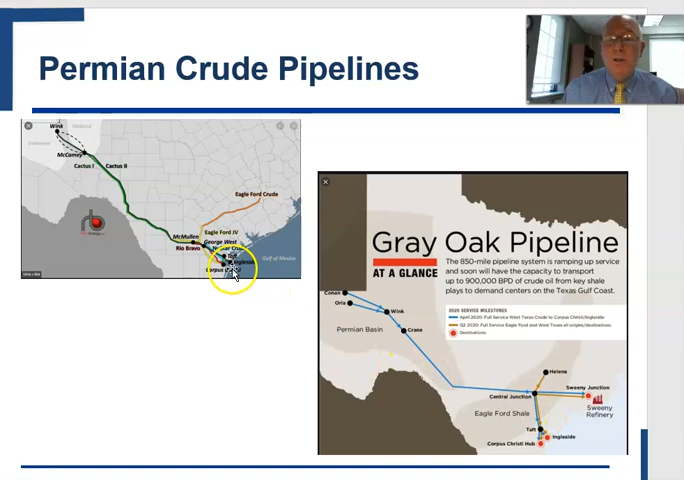 Permian Crude Pipelines
Wink
Midland
McCamey
Cactus I
Cactus II
Eagle Ford Crude
McMullen
Eagle Ford JV
Rio Bravo
George West
Taft
Ingleside
Gulf of Mexico
Gray Oak Pipeline
AT A GLANCE
The 850-mile pipeline system is ramping up service
and soon will have the capacity to transport
up to 900,000 BPD of crude oil from key shale
plays to demand centers on the Texas Gulf Coast.
2020 SERVICE MILESTONES
April 2020: Full Service West Texas Crude to Corpus Christi/Ingleside
Q2 2020: Full Service Eagle Ford and West Texas all origins/destinations
Destinations
Conan
Orla
Wink
Permian Basin
Crane
Helena
Central Junction
Sweeny Junction
Sweeny
Refinery
Eagle Ford Shale
Taft
Ingleside
Corpus Christi Hub